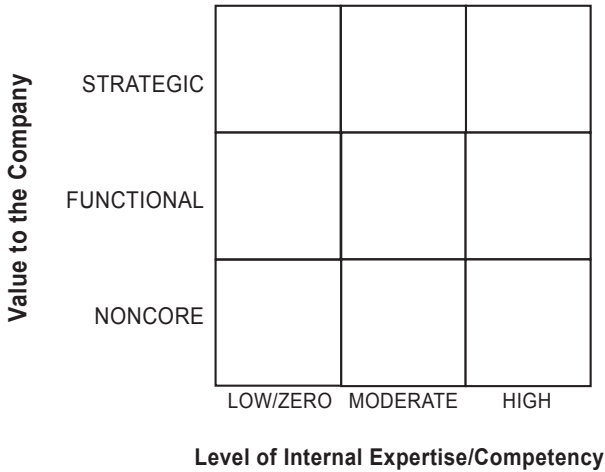 Value to the Company
STRATEGIC
FUNCTIONAL
NONCORE
LOW/ZERO MODERATE HIGH
Level of Internal Expertise/Competency